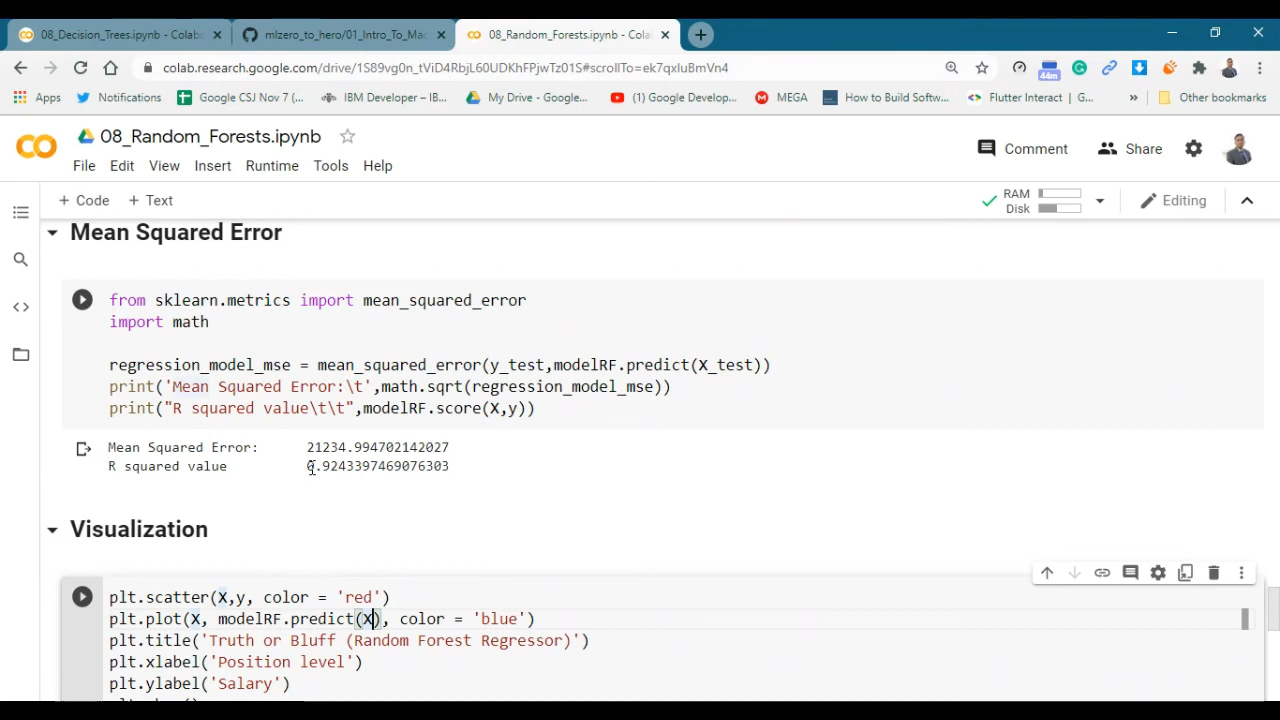 08_Decision_Trees.ipynb - Colab
mlzero_to_hero/01_Intro_To_Mac
08_Random_Forests.ipynb - Cola
colab.research.google.com/drive/1S89vg0n_tViD4RbjL60UDKhFPjwTz01S#scrollTo=ek7qxIuBmVn4
44m
Apps Notifications Google CSJ Nov 7 (... IBM Developer – IB... My Drive - Google... (1) Google Develop... MEGA How to Build Softw... Flutter Interact | G... » Other bookmarks
08_Random_Forests.ipynb
Comment Share
File Edit View Insert Runtime Tools Help
+ Code + Text
RAM
Disk
Editing
Mean Squared Error
from sklearn.metrics import mean_squared_error
import math
regression_model_mse = mean_squared_error(y_test,modelRF.predict(X_test))
print('Mean Squared Error:\t',math.sqrt(regression_model_mse))
print("R squared value\t\t",modelRF.score(X,y))
Mean Squared Error: 21234.994702142027
R squared value 0.9243397469076303
Visualization
plt.scatter(X,y, color = 'red')
plt.plot(X, modelRF.predict(X), color = 'blue')
plt.title('Truth or Bluff (Random Forest Regressor)')
plt.xlabel('Position level')
plt.ylabel('Salary')